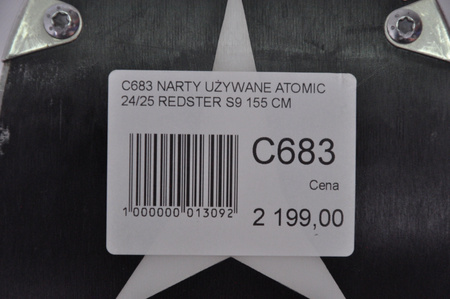 C683 NARTY UŻYWANE ATOMIC
24/25 REDSTER S9 155 CM
C683
Cena
1 000000 013092
2 199,00